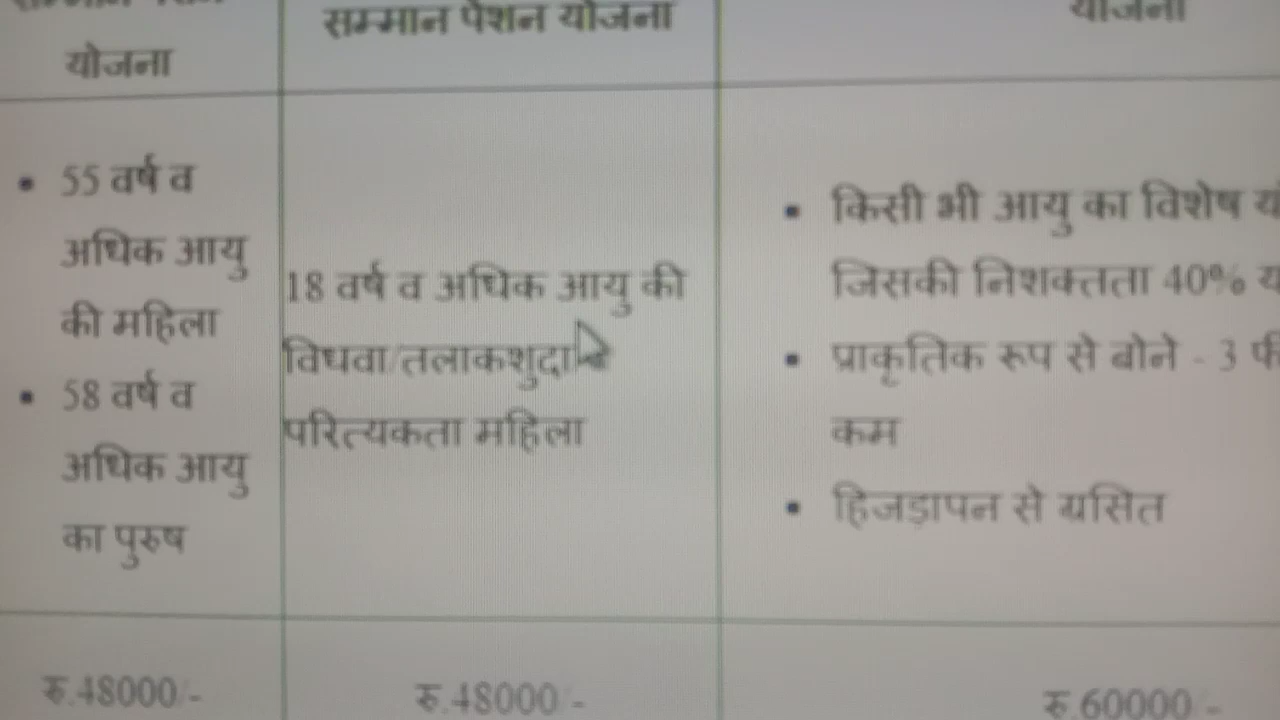 योजना
सम्मान पेंशन योजना
योजना
55 वर्ष व
अधिक आयु
की महिला
58 वर्ष व
अधिक आयु
का पुरुष
18 वर्ष व अधिक आयु की
विधवा/तलाकशुदा
परित्यकता महिला
किसी भी आयु का विशेष
जिसकी निशक्तता 40%
प्राकृतिक रूप से बोने - 3
कम
हिजड़ापन से ग्रसित
रु.48000/-
रु.48000/-
रु.60000/-